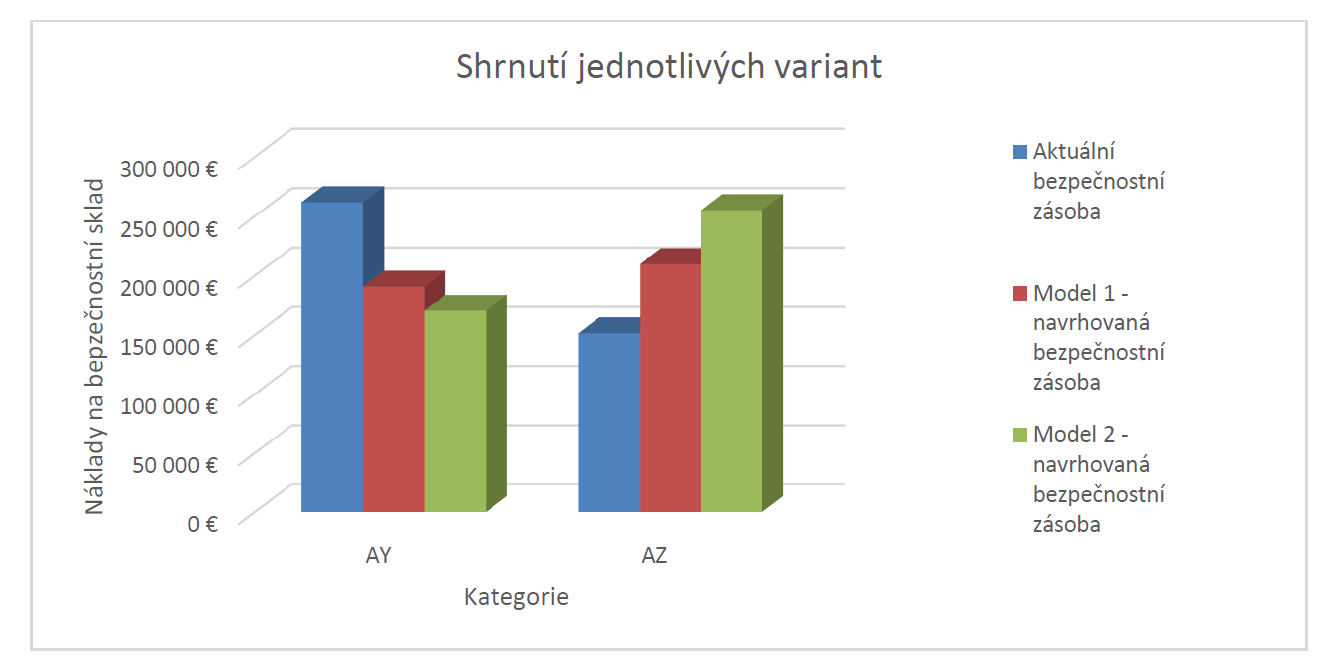 Shrnutí jednotlivých variant
Náklady na bepzečnostní sklad
300 000 €
250 000 €
200 000 €
150 000 €
100 000 €
50 000 €
0 €
AY
AZ
Kategorie
Aktuální
bezpečnostní
zásoba
Model 1 -
navrhovaná
bezpečnostní
zásoba
Model 2 -
navrhovaná
bezpečnostní
zásoba